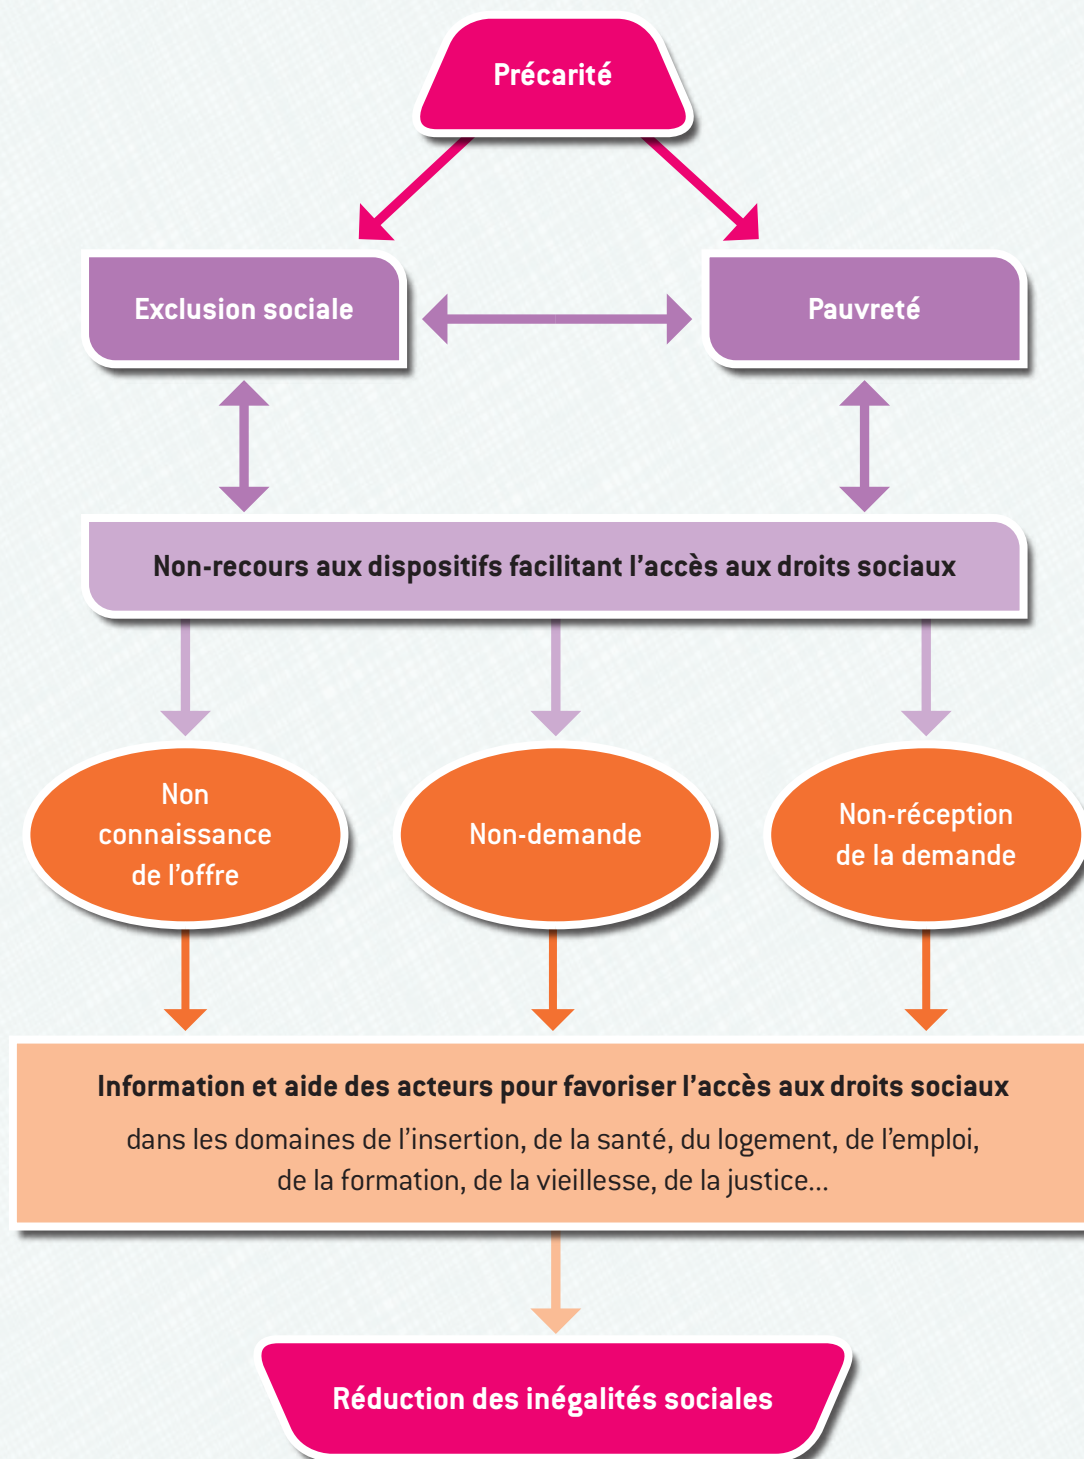 Précarité
Exclusion sociale
Pauvreté
Non-recours aux dispositifs facilitant l’accès aux droits sociaux
Non
connaissance
de l’offre
Non-demande
Non-réception
de la demande
Information et aide des acteurs pour favoriser l’accès aux droits sociaux
dans les domaines de l’insertion, de la santé, du logement, de l’emploi,
de la formation, de la vieillesse, de la justice...
Réduction des inégalités sociales